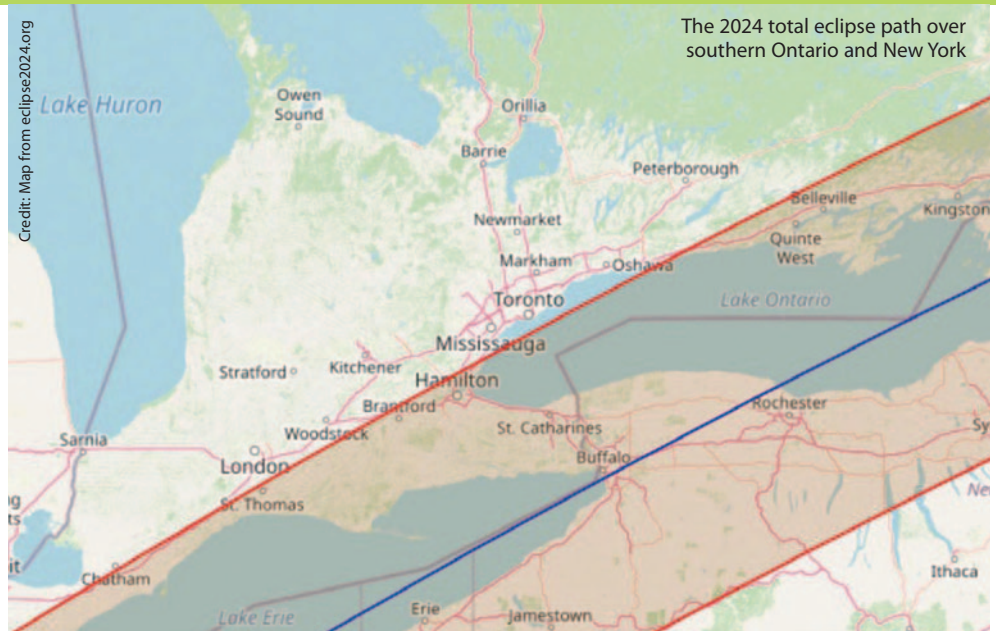 The 2024 total eclipse path over
southern Ontario and New York
Credit: Map from eclipse2024.org
Lake Huron
Owen
Sound
Orillia
Barrie
Peterborough
Belleville
Kingston
Newmarket
Quinte
West
Markham
Oshawa
Toronto
Lake Ontario
Mississauga
Stratford
Kitchener
Hamilton
Brantford
Rochester
St. Catharines
Woodstock
Sarnia
London
Buffalo
Sy
St. Thomas
Ne
Chatham
Ithaca
Lake Erie
Erie
Jamestown